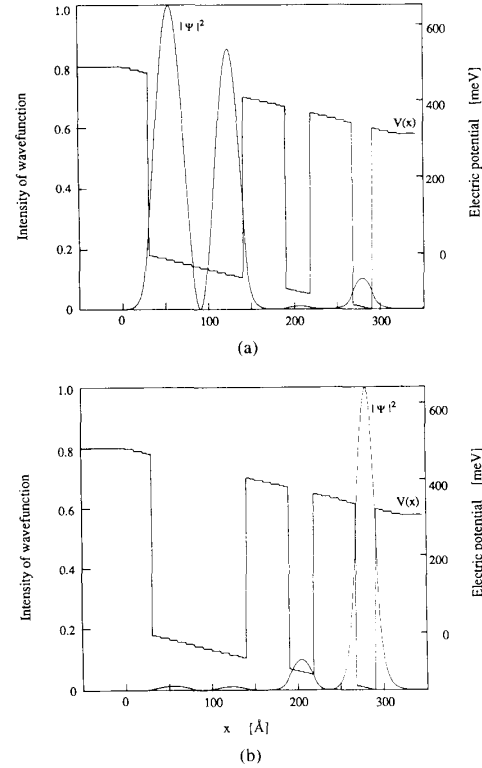 Intensity of wavefunction
1.0
0.8
0.6
0.4
0.2
0
|Ψ|²
V(x)
600
400
200
0
Electric potential [meV]
0 100 200 300
(a)
Intensity of wavefunction
1.0
0.8
0.6
0.4
0.2
0
|Ψ|²
V(x)
600
400
200
0
Electric potential [meV]
0 100 200 300
x [Å]
(b)